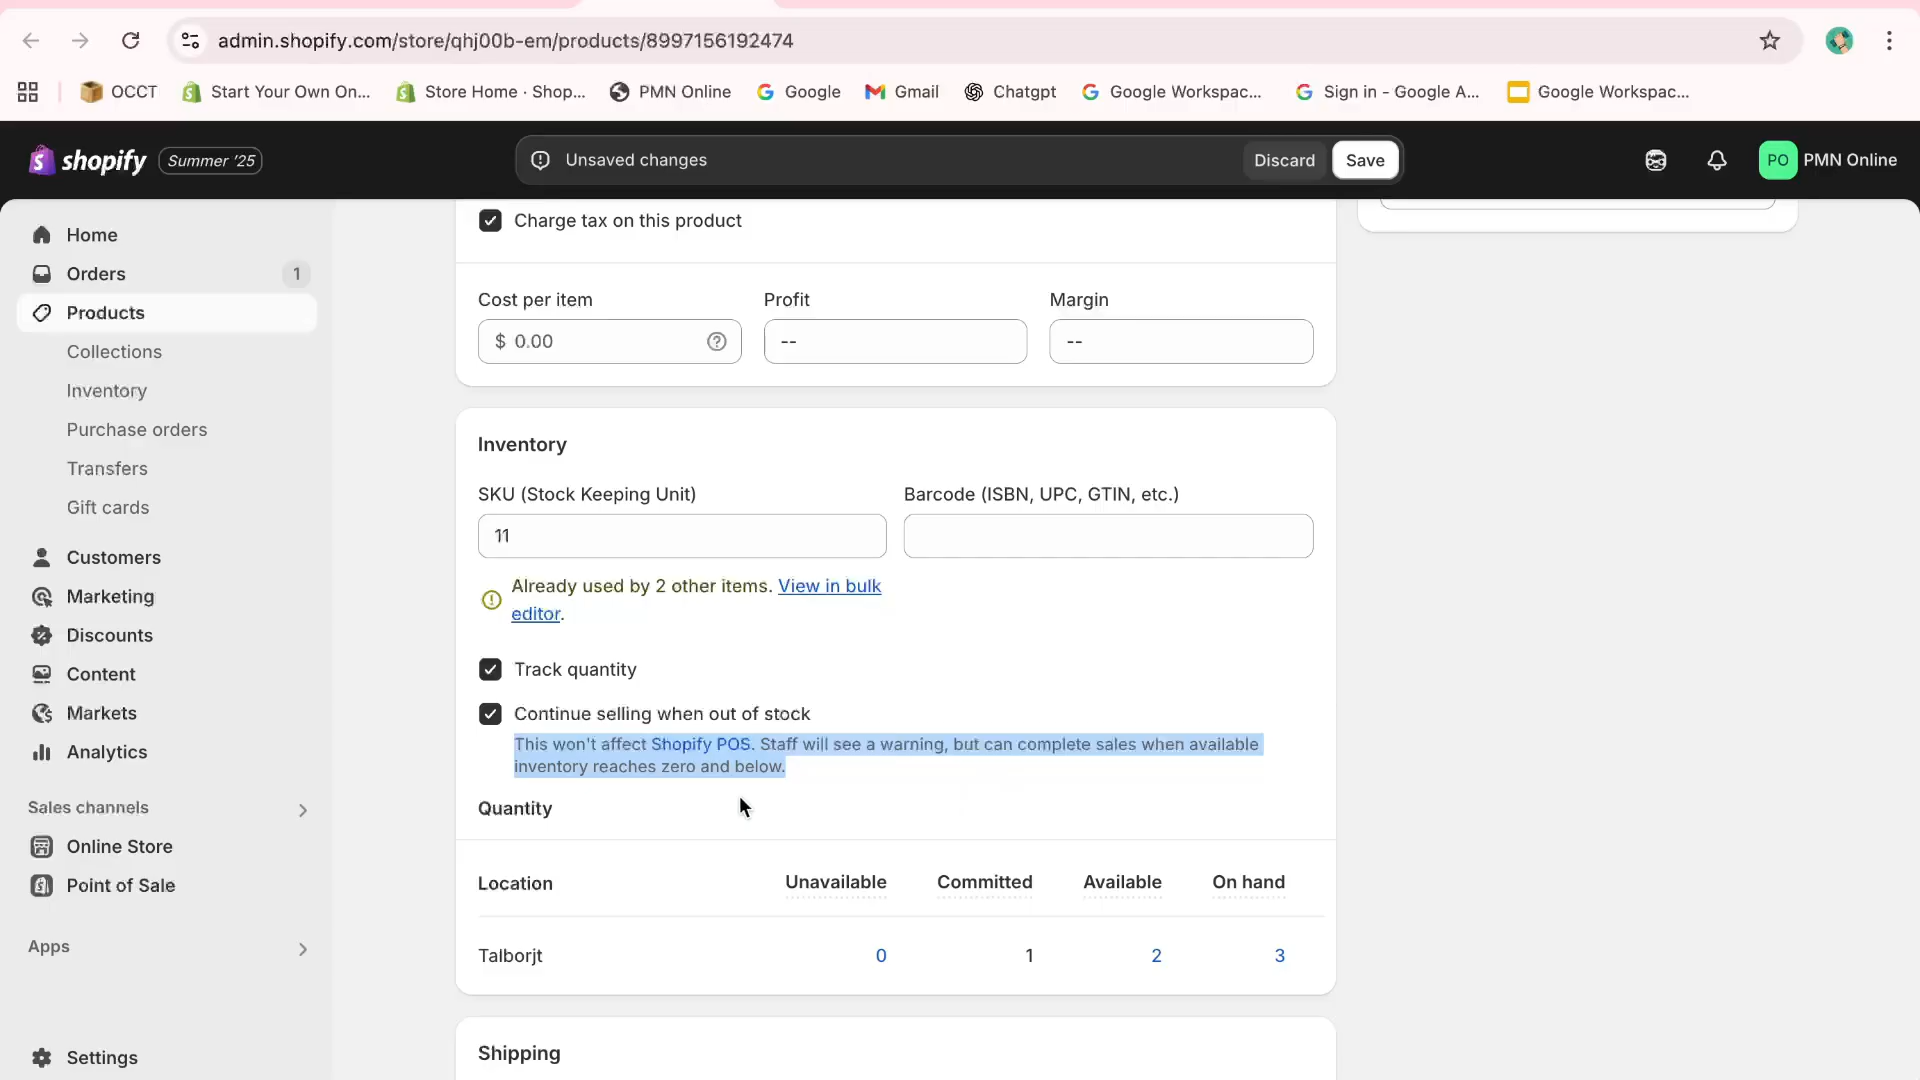 admin.shopify.com/store/qhj00b-em/products/8997156192474
OCCT
Start Your Own On...
Store Home · Shop...
PMN Online
Google
Gmail
Chatgpt
Google Workspac...
Sign in - Google A...
Google Workspac...
shopify
Summer '25
Unsaved changes
Discard
Save
PO
PMN Online
Home
Orders
1
Products
Collections
Inventory
Purchase orders
Transfers
Gift cards
Customers
Marketing
Discounts
Content
Markets
Analytics
Sales channels
Online Store
Point of Sale
Apps
Settings
Charge tax on this product
Cost per item
Profit
Margin
$ 0.00
--
--
Inventory
SKU (Stock Keeping Unit)
Barcode (ISBN, UPC, GTIN, etc.)
11
Already used by 2 other items. View in bulk
editor.
Track quantity
Continue selling when out of stock
This won't affect Shopify POS. Staff will see a warning, but can complete sales when available
inventory reaches zero and below.
Quantity
Location
Unavailable
Committed
Available
On hand
Talborjt
0
1
2
3
Shipping